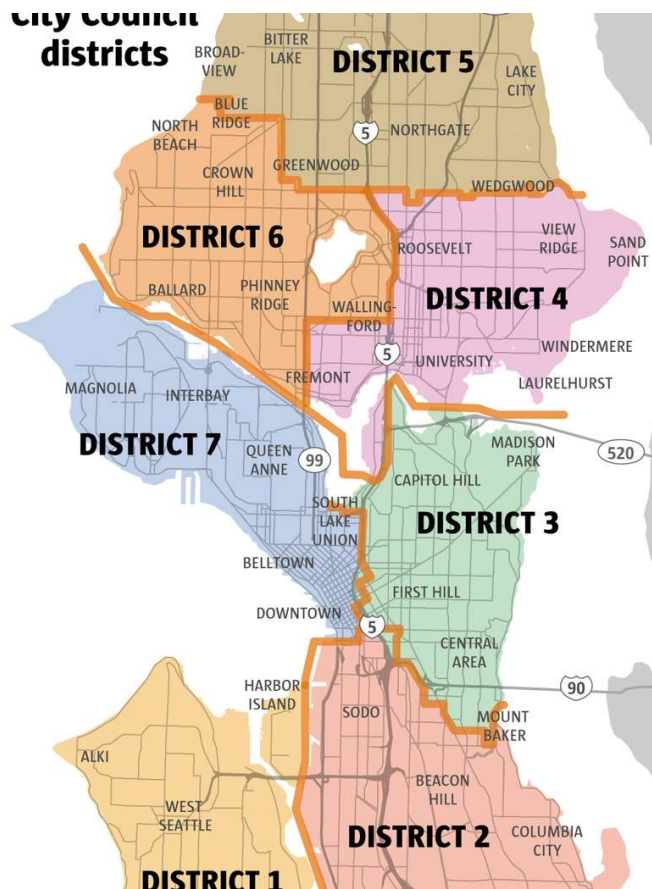 City Council
districts
BROAD-
VIEW
BITTER
LAKE
DISTRICT 5
LAKE
CITY
BLUE
RIDGE
NORTH
BEACH
5
NORTHGATE
CROWN
HILL
GREENWOOD
WEDGWOOD
DISTRICT 6
ROOSEVELT
VIEW
RIDGE
SAND
POINT
BALLARD
PHINNEY
RIDGE
WALLING-
FORD
DISTRICT 4
5
UNIVERSITY
WINDERMERE
FREMONT
LAURELHURST
MAGNOLIA
INTERBAY
DISTRICT 7
QUEEN
ANNE
99
MADISON
PARK
520
CAPITOL HILL
SOUTH
LAKE
UNION
DISTRICT 3
BELLTOWN
FIRST HILL
DOWNTOWN
5
CENTRAL
AREA
HARBOR
ISLAND
90
SODO
MOUNT
BAKER
ALKI
BEACON
HILL
WEST
SEATTLE
DISTRICT 2
COLUMBIA
CITY
DISTRICT 1